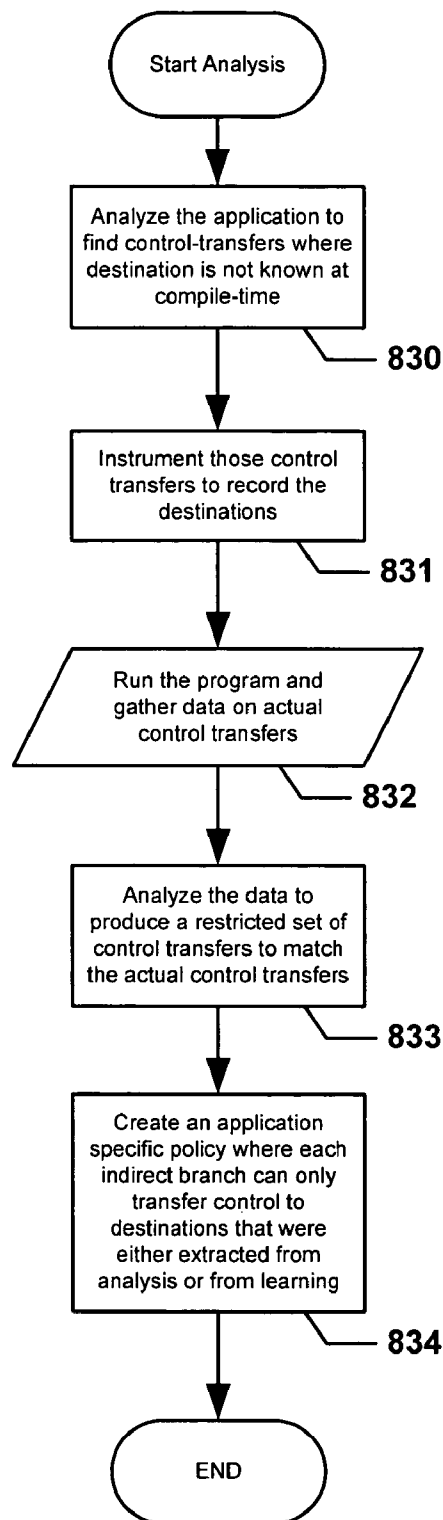 Start Analysis
Analyze the application to
find control-transfers where
destination is not known at
compile-time
830
Instrument those control
transfers to record the
destinations
831
Run the program and
gather data on actual
control transfers
832
Analyze the data to
produce a restricted set of
control transfers to match
the actual control transfers
833
Create an application
specific policy where each
indirect branch can only
transfer control to
destinations that were
either extracted from
analysis or from learning
834
END